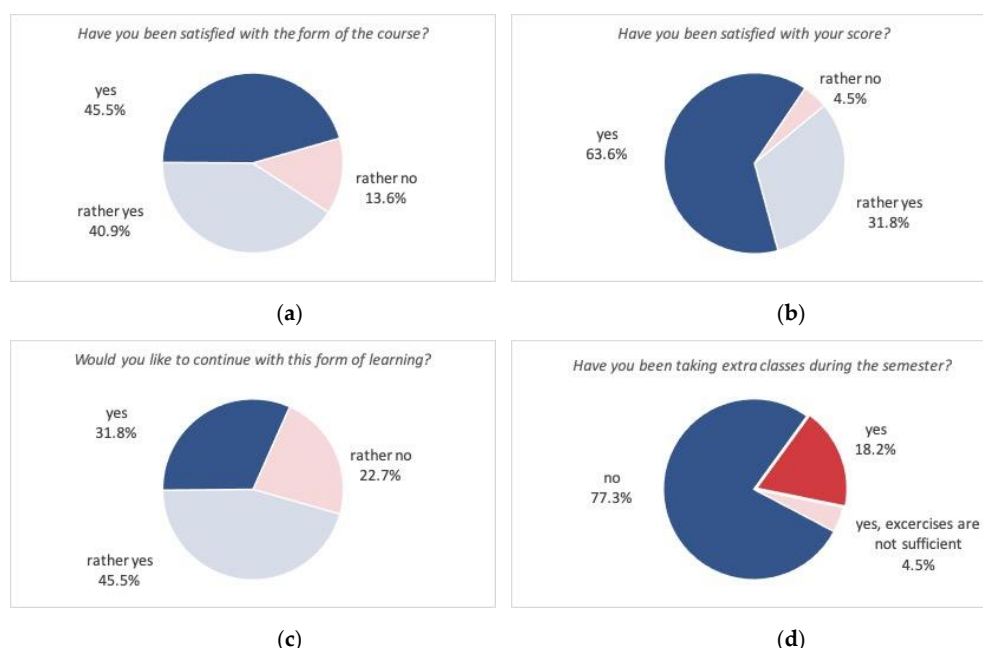 Have you been satisfied with the form of the course?
yes
45.5%
rather no
13.6%
rather yes
40.9%
(a)
Have you been satisfied with your score?
rather no
4.5%
yes
63.6%
rather yes
31.8%
(b)
Would you like to continue with this form of learning?
yes
31.8%
rather no
22.7%
rather yes
45.5%
(c)
Have you been taking extra classes during the semester?
yes
18.2%
no
77.3%
yes, excercises are
not sufficient
4.5%
(d)